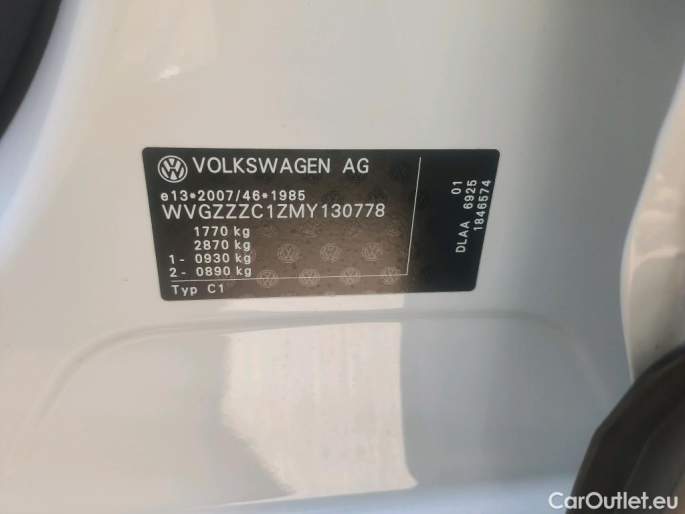 VOLKSWAGEN AG
e13*2007/46*1985
WVGZZZC1ZMY130778
1770 kg
2870 kg
1- 0930 kg
2- 0890 kg
Typ C1
01
DLAA 6925
1846574
CarOutlet.eu